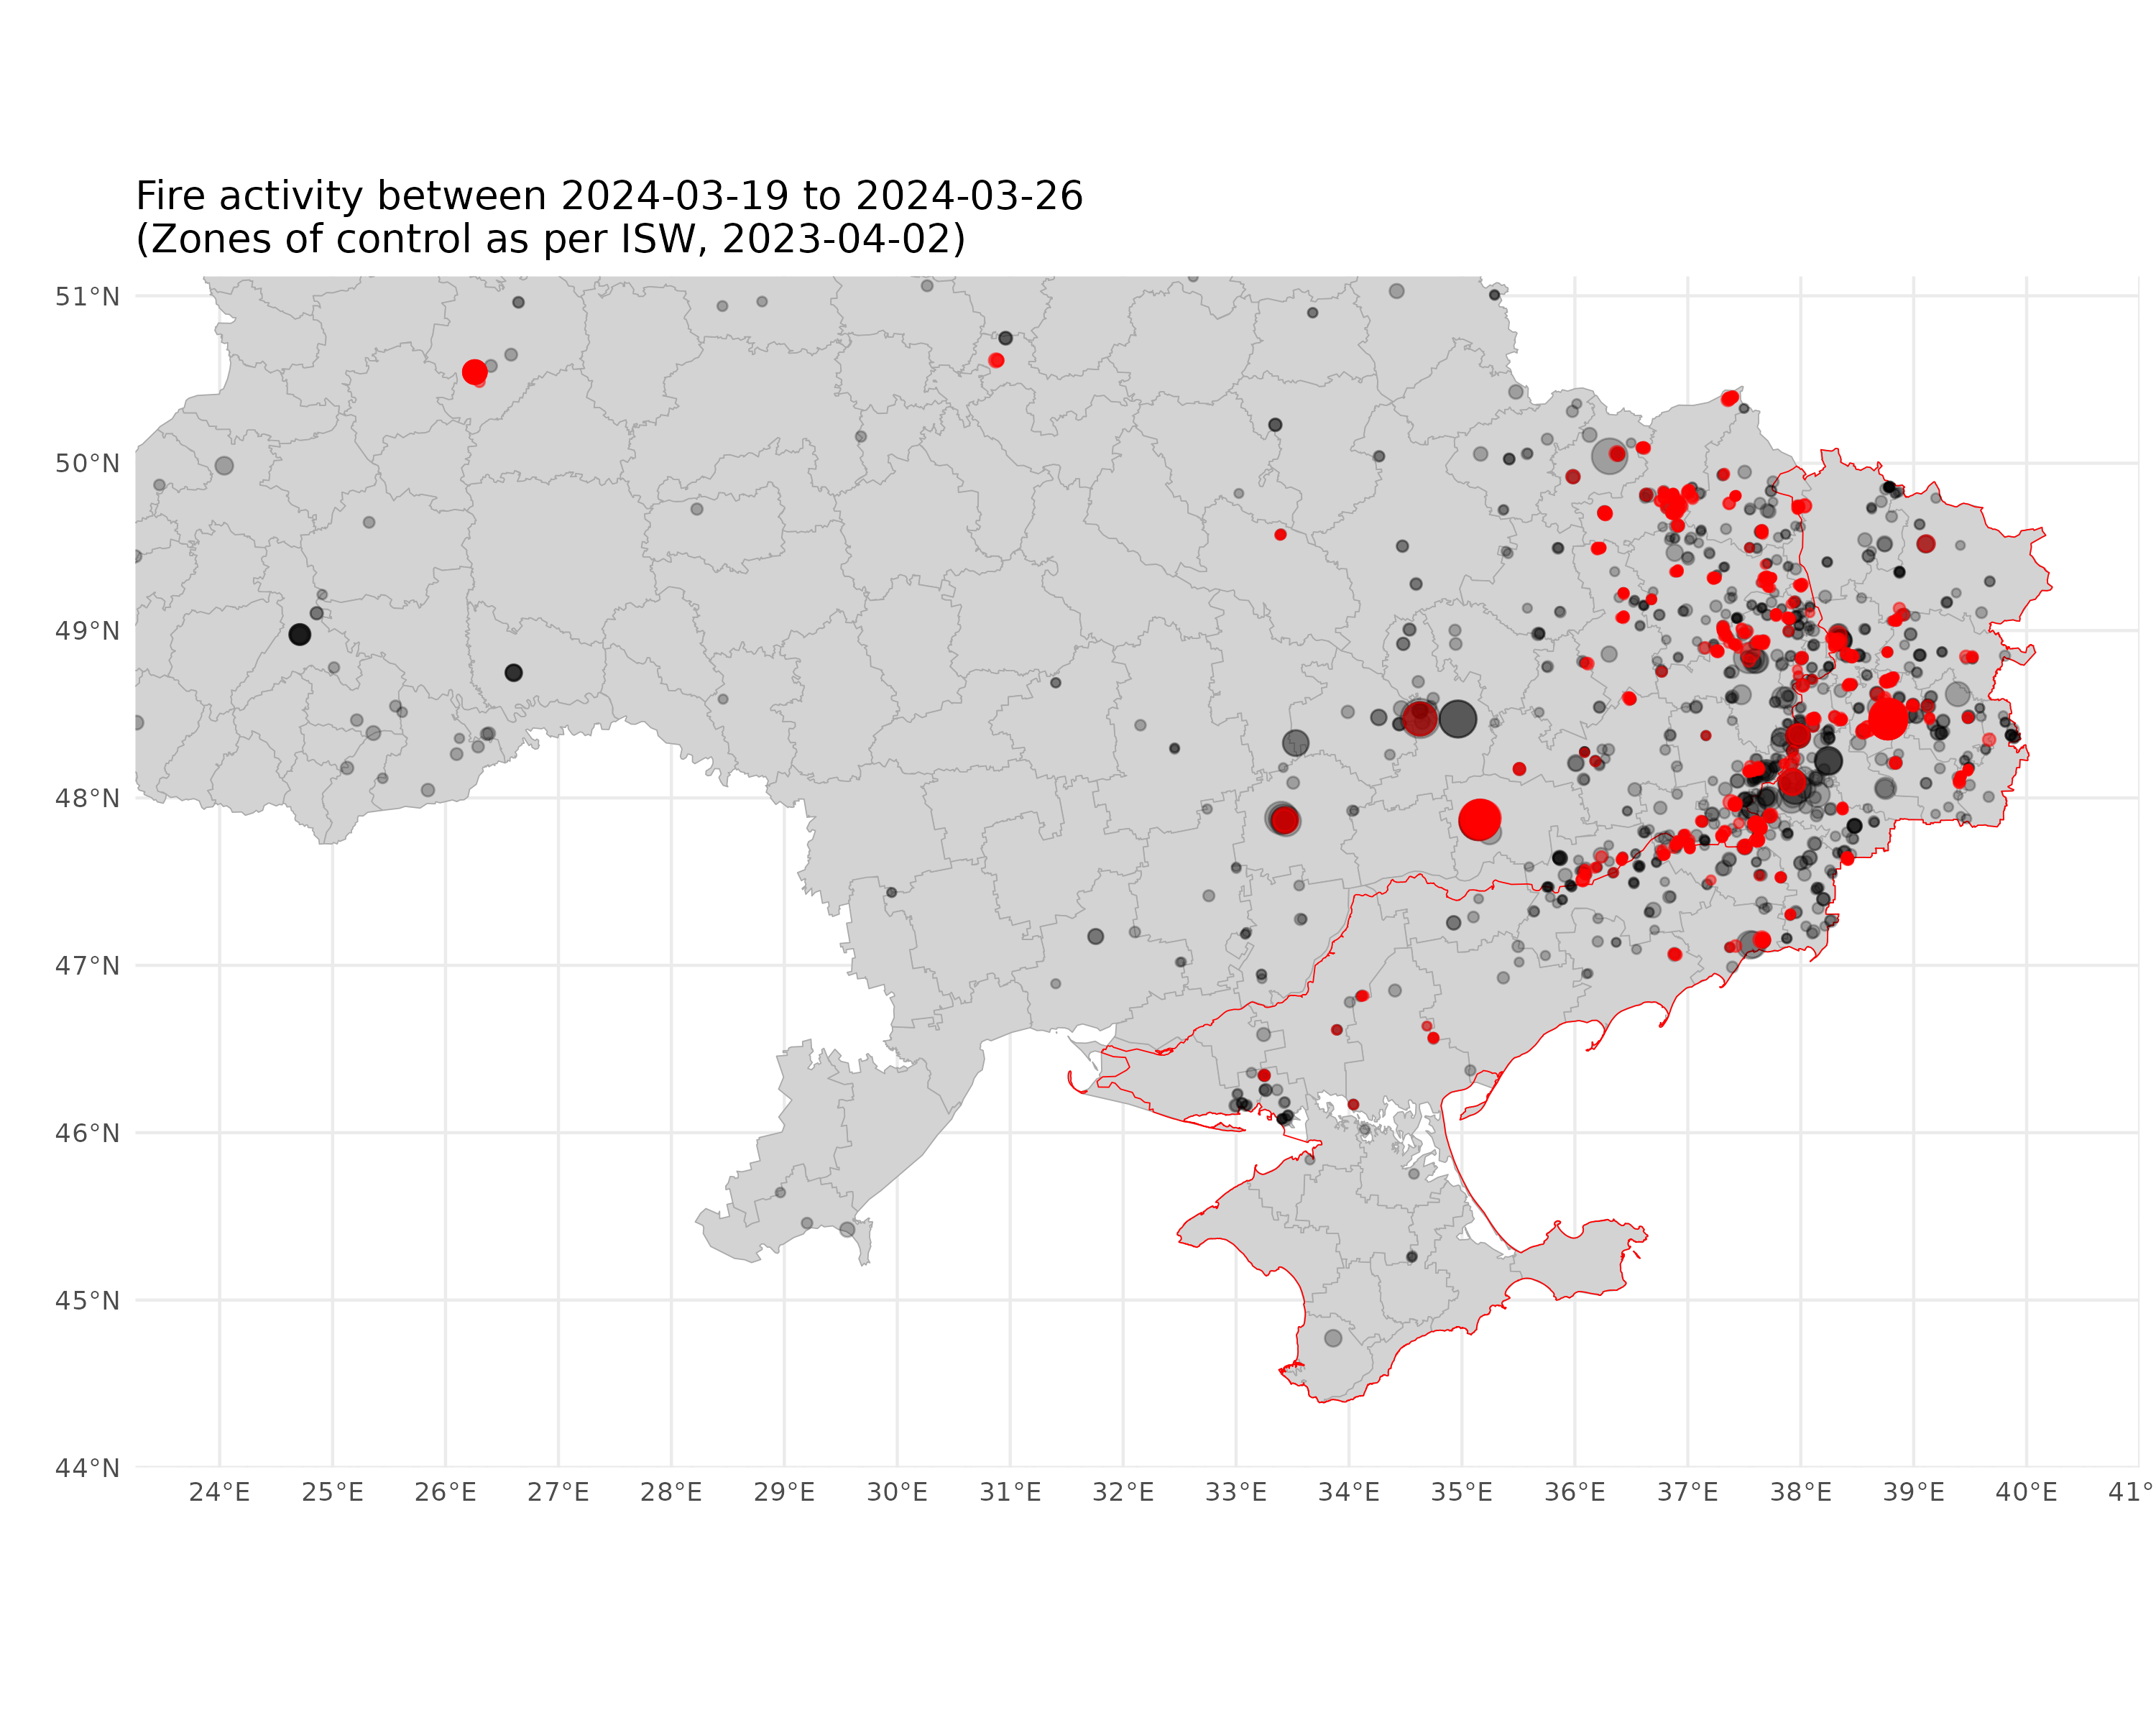 Fire activity between 2024-03-19 to 2024-03-26
(Zones of control as per ISW, 2023-04-02)
51°N
50°N
49°N
48°N
47°N
46°N
45°N
44°N
24°E 25°E 26°E 27°E 28°E 29°E 30°E 31°E 32°E 33°E 34°E 35°E 36°E 37°E 38°E 39°E 40°E 41°